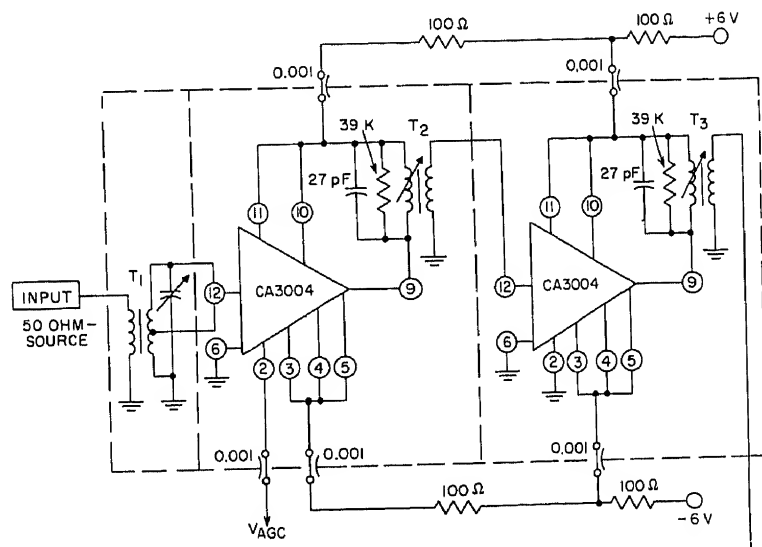 100 Ω
100 Ω
+6 V
0.001
0,001
39 K
T2
27 pF
39 K
T3
27 pF
11
10
11
10
T1
12
CA3004
9
12
CA3004
9
INPUT
50 OHM-
SOURCE
6
2
3
4
5
6
2
3
4
5
0.001
0.001
0,001
100 Ω
100 Ω
-6 V
VAGC